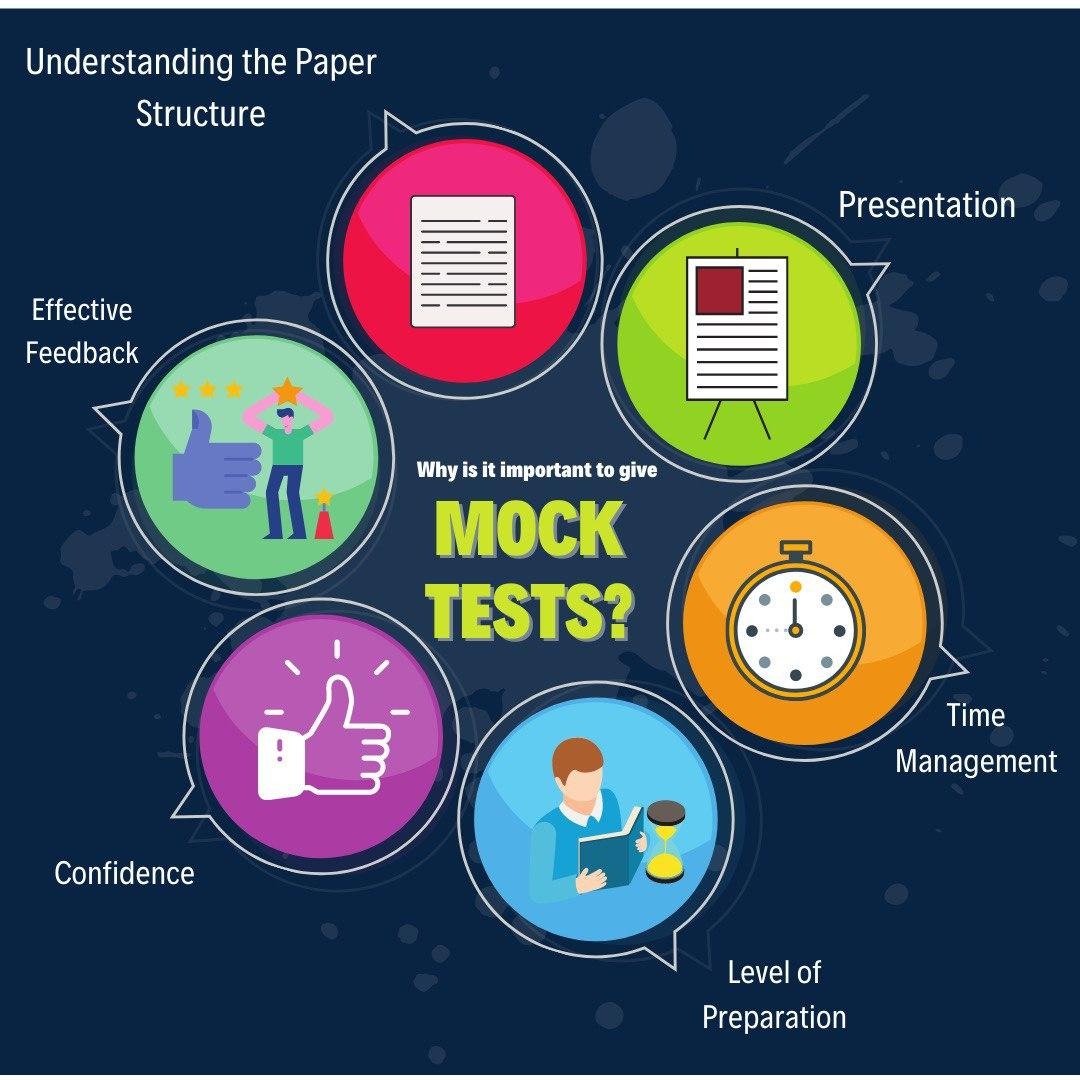 Understanding the Paper
Structure
Presentation
Effective
Feedback
Why is it important to give
MOCK
TESTS?
Time
Management
Confidence
Level of
Preparation